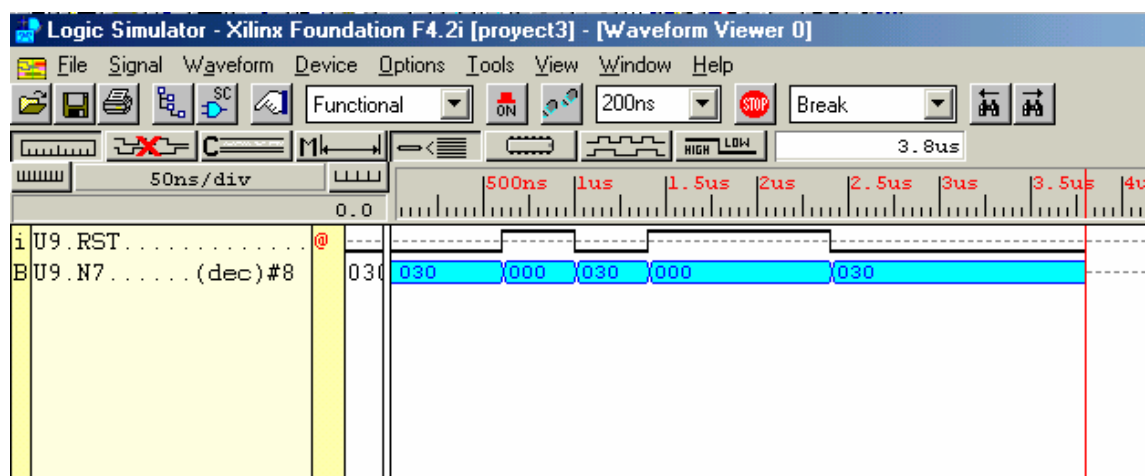 Logic Simulator - Xilinx Foundation F4.2i [proyect3] - [Waveform Viewer 0]
File Signal Waveform Device Options Tools View Window Help
SC Functional ON 200ns STOP Break
C M HIGH LOW 3.8us
50ns/div 500ns 1us 1.5us 2us 2.5us 3us 3.5us
0.0
i U9.RST............. @
B U9.N7......(dec)#8 030 000 030 000 030